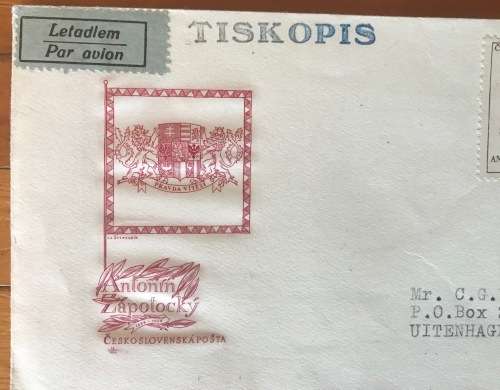 Letadlem
Par avion
TISKOPIS
PRAVDA VÍTĚZÍ
Antonín
Zápotocký
ČESKOSLOVENSKÁ POŠTA
Mr. C.G.
P.O.Box
UITENHAG